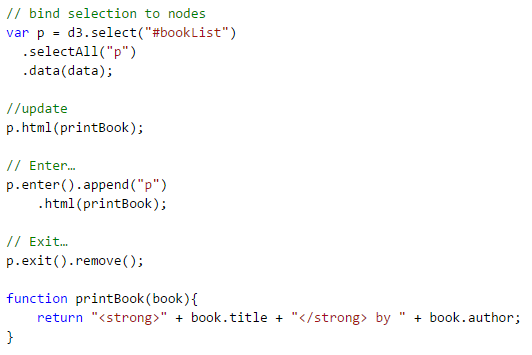 // bind selection to nodes
var p = d3.select("#bookList")
  .selectAll("p")
  .data(data);

//update
p.html(printBook);

// Enter…
p.enter().append("p")
    .html(printBook);

// Exit…
p.exit().remove();

function printBook(book){
    return "<strong>" + book.title + "</strong> by " + book.author;
}